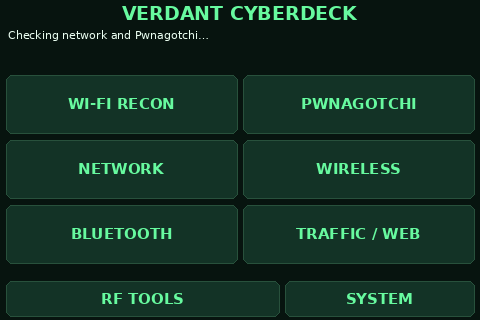 VERDANT CYBERDECK
Checking network and Pwnagotchi...
WI-FI RECON
PWNAGOTCHI
NETWORK
WIRELESS
BLUETOOTH
TRAFFIC / WEB
RF TOOLS
SYSTEM